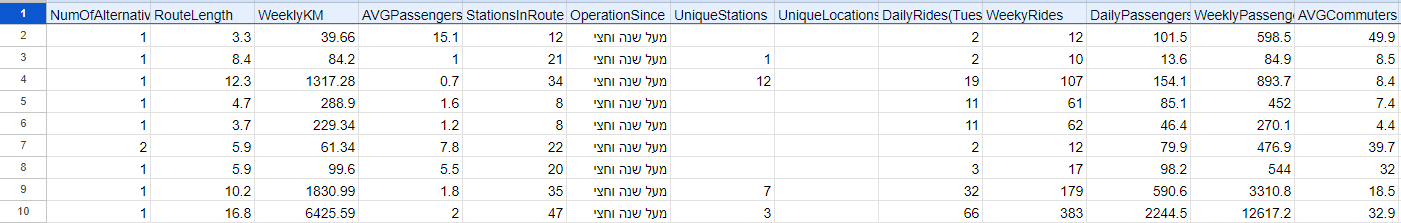 1 NumOfAlternativ RouteLength WeeklyKM AVGPassengers StationsInRoute OperationSince UniqueStations UniqueLocations DailyRides(Tues WeekyRides DailyPassengers WeeklyPassenge AVGCommuters
2 1 3.3 39.66 15.1 12 מעל שנה וחצי 2 12 101.5 598.5 49.9
3 1 8.4 84.2 1 21 מעל שנה וחצי 1 2 10 13.6 84.9 8.5
4 1 12.3 1317.28 0.7 34 מעל שנה וחצי 12 19 107 154.1 893.7 8.4
5 1 4.7 288.9 1.6 8 מעל שנה וחצי 11 61 85.1 452 7.4
6 1 3.7 229.34 1.2 8 מעל שנה וחצי 11 62 46.4 270.1 4.4
7 2 5.9 61.34 7.8 22 מעל שנה וחצי 2 12 79.9 476.9 39.7
8 1 5.9 99.6 5.5 20 מעל שנה וחצי 3 17 98.2 544 32
9 1 10.2 1830.99 1.8 35 מעל שנה וחצי 7 32 179 590.6 3310.8 18.5
10 1 16.8 6425.59 2 47 מעל שנה וחצי 3 66 383 2244.5 12617.2 32.9